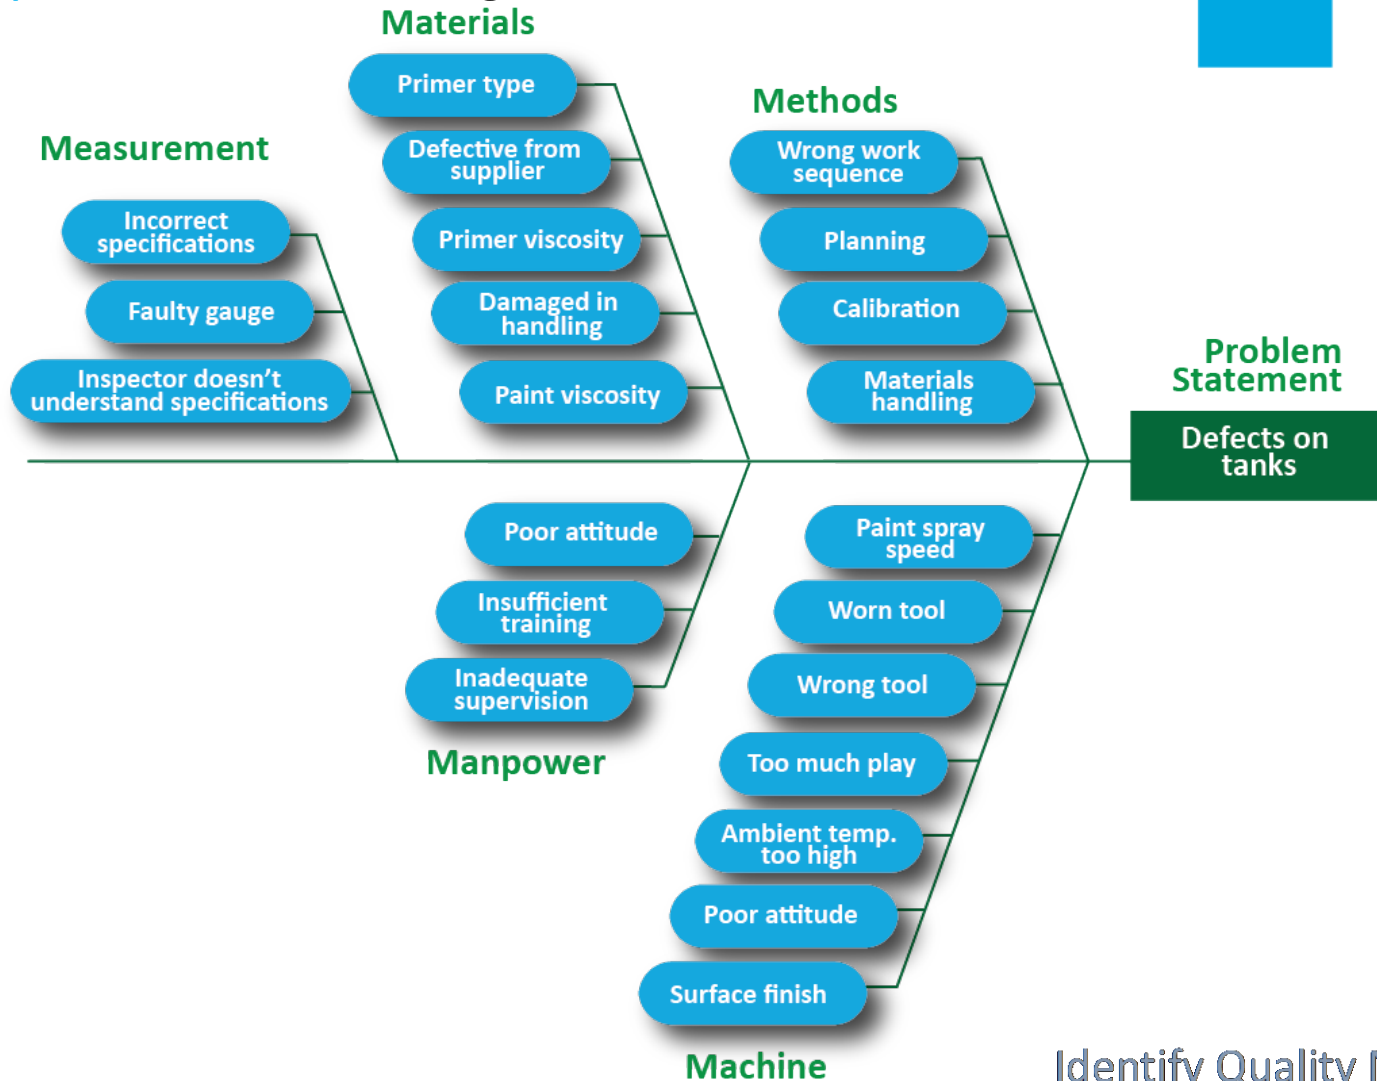 Materials
Primer type
Defective from
supplier
Primer viscosity
Damaged in
handling
Paint viscosity
Methods
Wrong work
sequence
Planning
Calibration
Materials
handling
Measurement
Incorrect
specifications
Faulty gauge
Inspector doesn't
understand specifications
Problem
Statement
Defects on
tanks
Poor attitude
Insufficient
training
Inadequate
supervision
Manpower
Paint spray
speed
Worn tool
Wrong tool
Too much play
Ambient temp.
too high
Poor attitude
Surface finish
Machine
Identify Quality